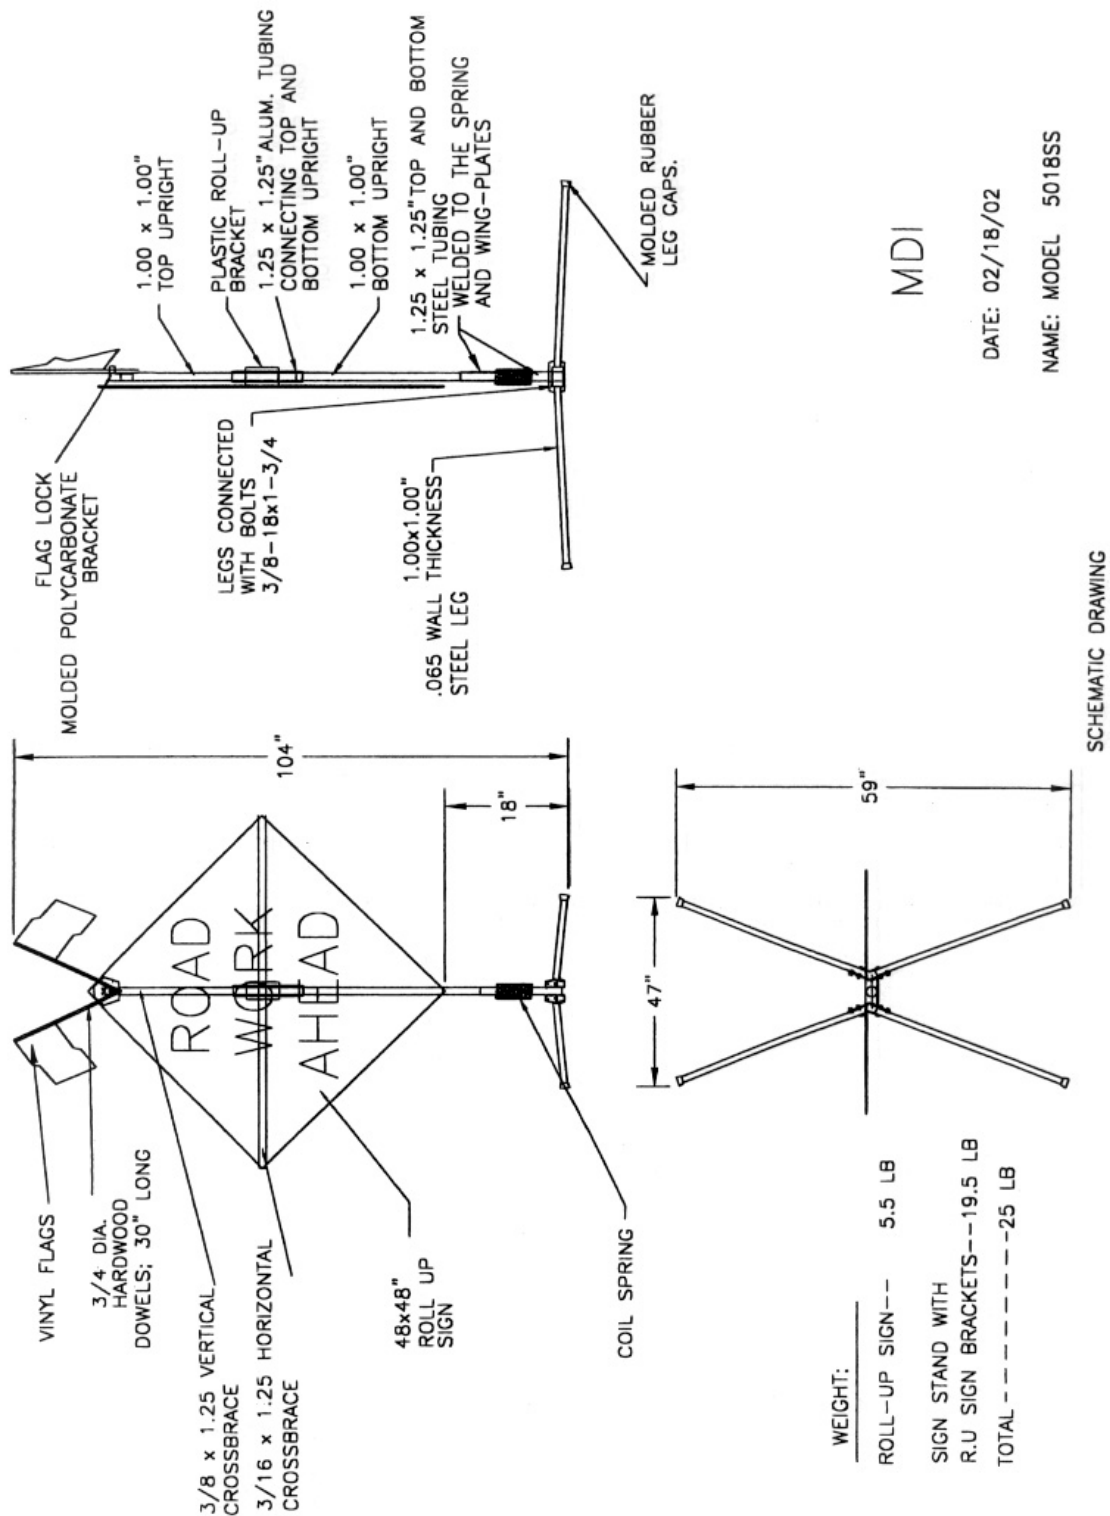 VINYL FLAGS
3/4 DIA.
HARDWOOD
DOWELS; 30" LONG
3/8 x 1.25 VERTICAL
CROSSBRACE
3/16 x 1.25 HORIZONTAL
CROSSBRACE
48x48"
ROLL UP
SIGN
COIL SPRING
ROAD
WORK
AHEAD
104"
18"
FLAG LOCK
MOLDED POLYCARBONATE
BRACKET
LEGS CONNECTED
WITH BOLTS
3/8-18x1-3/4
1.00x1.00"
.065 WALL THICKNESS
STEEL LEG
1.00 x 1.00"
TOP UPRIGHT
PLASTIC ROLL-UP
BRACKET
1.25 x 1.25"ALUM. TUBING
CONNECTING TOP AND
BOTTOM UPRIGHT
1.00 x 1.00"
BOTTOM UPRIGHT
1.25 x 1.25"TOP AND BOTTOM
STEEL TUBING
WELDED TO THE SPRING
AND WING-PLATES
MOLDED RUBBER
LEG CAPS.
WEIGHT:
ROLL-UP SIGN--- 5.5 LB
SIGN STAND WITH
R.U SIGN BRACKETS--19.5 LB
TOTAL---------25 LB
47"
59"
MDI
DATE: 02/18/02
NAME: MODEL 5018SS
SCHEMATIC DRAWING